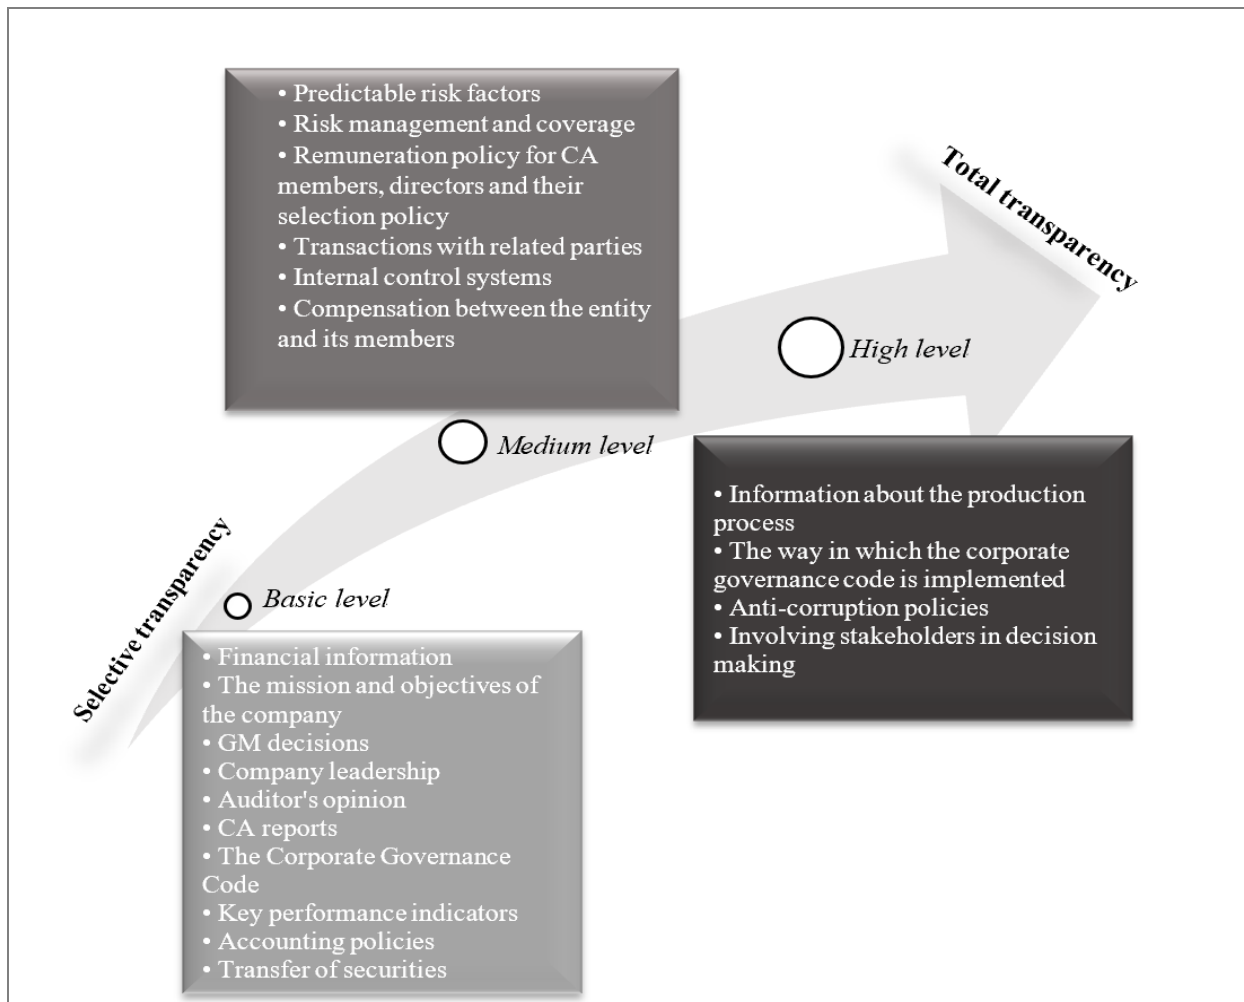 • Predictable risk factors
• Risk management and coverage
• Remuneration policy for CA
members, directors and their
selection policy
• Transactions with related parties
• Internal control systems
• Compensation between the entity
and its members
Total transparency
High level
Medium level
• Information about the production
process
• The way in which the corporate
governance code is implemented
• Anti-corruption policies
• Involving stakeholders in decision
making
Selective transparency
Basic level
• Financial information
• The mission and objectives of
the company
• GM decisions
• Company leadership
• Auditor's opinion
• CA reports
• The Corporate Governance
Code
• Key performance indicators
• Accounting policies
• Transfer of securities